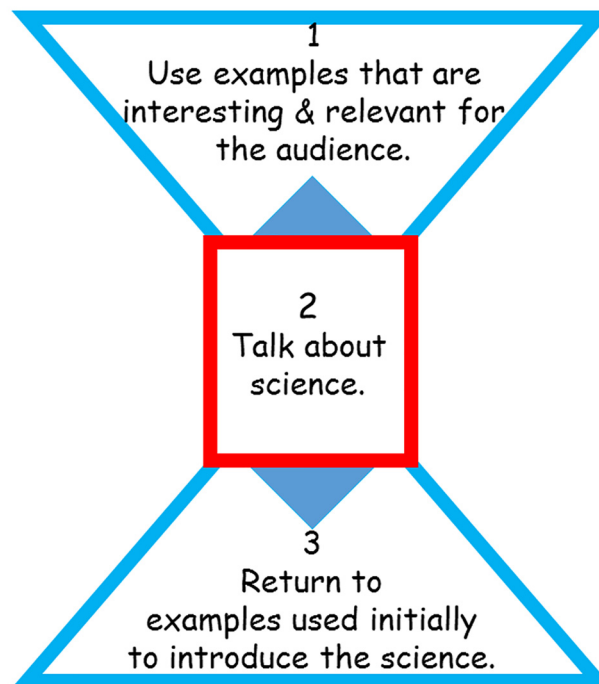 1
Use examples that are
interesting & relevant for
the audience.
2
Talk about
science.
3
Return to
examples used initially
to introduce the science.